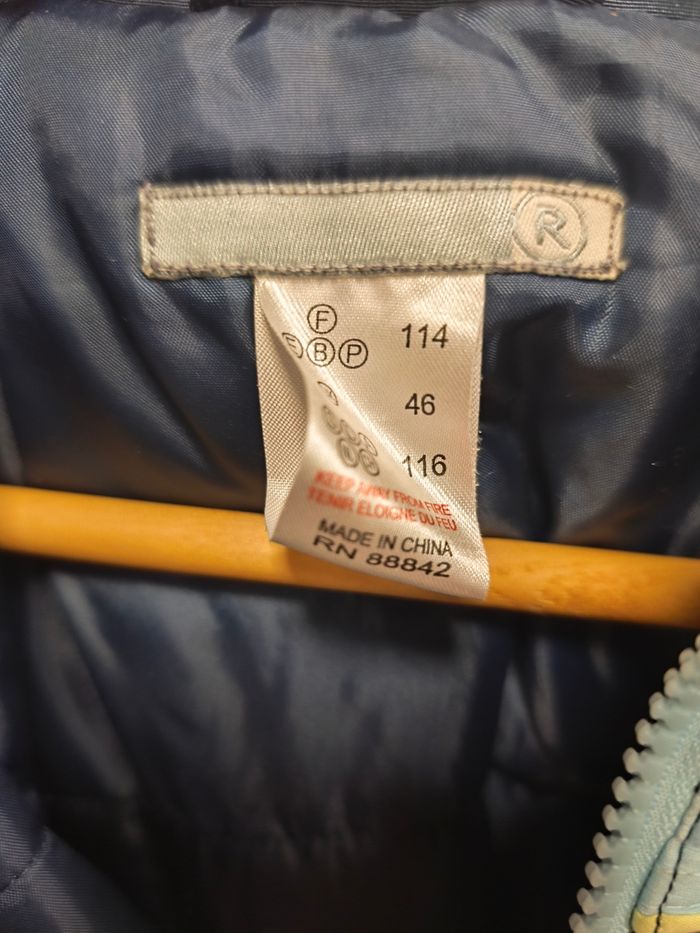 R
F
E B P 114
46
116
KEEP AWAY FROM FIRE
TENIR ELOIGNE DU FEU
MADE IN CHINA
RN 88842